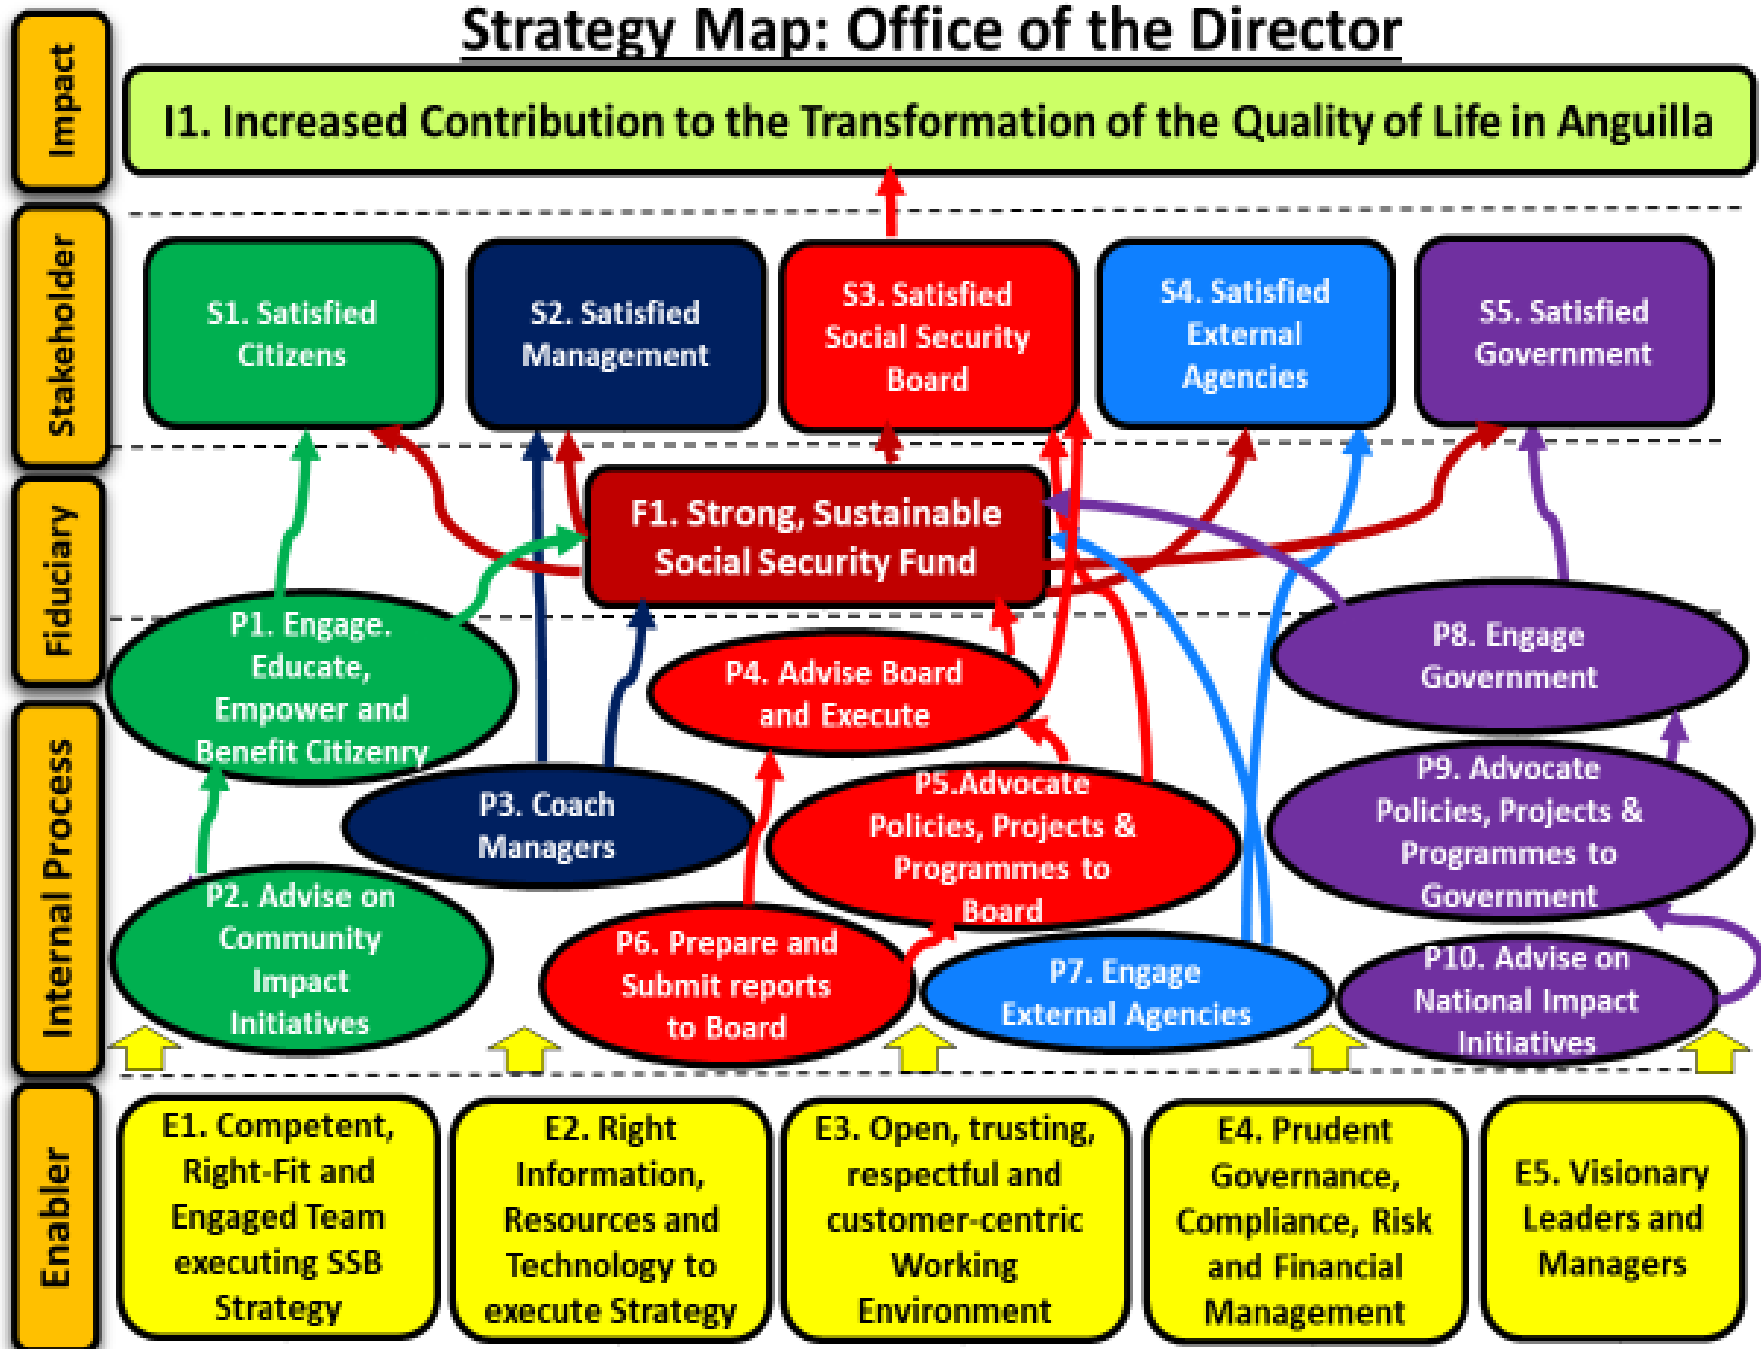 Strategy Map: Office of the Director
Impact
I1. Increased Contribution to the Transformation of the Quality of Life in Anguilla
Stakeholder
S1. Satisfied
Citizens
S2. Satisfied
Management
S3. Satisfied
Social Security
Board
S4. Satisfied
External
Agencies
S5. Satisfied
Government
Fiduciary
F1. Strong, Sustainable
Social Security Fund
Internal Process
P1. Engage.
Educate,
Empower and
Benefit Citizenry
P2. Advise on
Community
Impact
Initiatives
P3. Coach
Managers
P4. Advise Board
and Execute
P5.Advocate
Policies, Projects &
Programmes to
Board
P6. Prepare and
Submit reports
to Board
P7. Engage
External Agencies
P8. Engage
Government
P9. Advocate
Policies, Projects &
Programmes to
Government
P10. Advise on
National Impact
Initiatives
Enabler
E1. Competent,
Right-Fit and
Engaged Team
executing SSB
Strategy
E2. Right
Information,
Resources and
Technology to
execute Strategy
E3. Open, trusting,
respectful and
customer-centric
Working
Environment
E4. Prudent
Governance,
Compliance, Risk
and Financial
Management
E5. Visionary
Leaders and
Managers